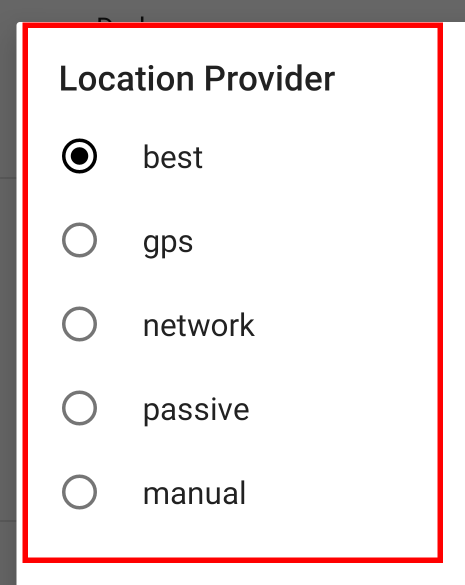 Location Provider
best
gps
network
passive
manual